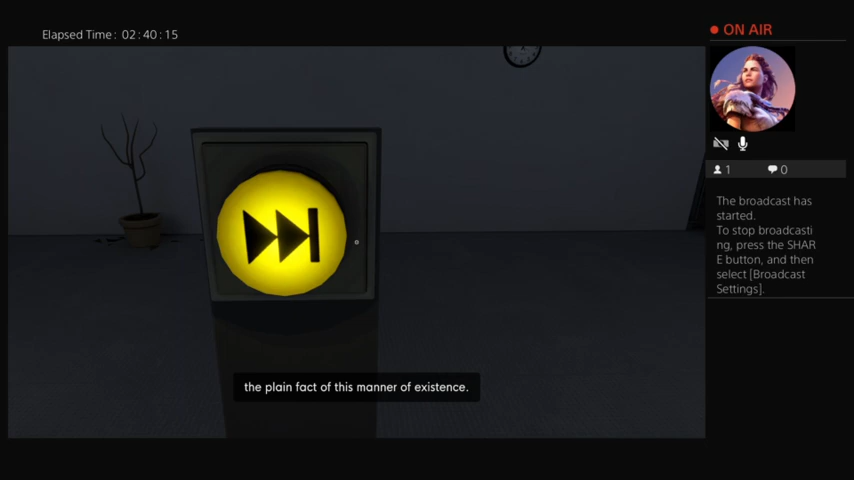 Elapsed Time: 02:40:15
ON AIR
1
0
The broadcast has
started.
To stop broadcasti
ng, press the SHAR
E button, and then
select [Broadcast
Settings].
the plain fact of this manner of existence.